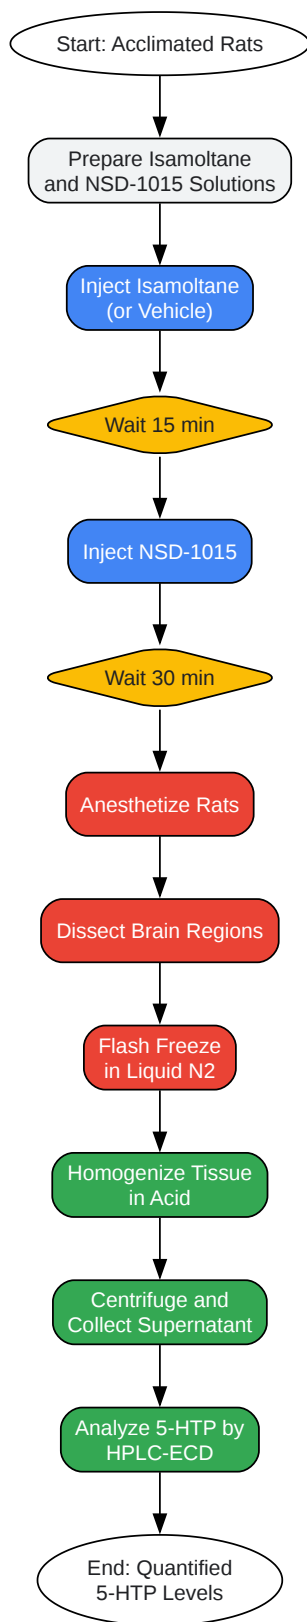 Start: Acclimated Rats
Prepare Isamoltane
and NSD-1015 Solutions
Inject Isamoltane
(or Vehicle)
Wait 15 min
Inject NSD-1015
Wait 30 min
Anesthetize Rats
Dissect Brain Regions
Flash Freeze
in Liquid N2
Homogenize Tissue
in Acid
Centrifuge and
Collect Supernatant
Analyze 5-HTP by
HPLC-ECD
End: Quantified
5-HTP Levels